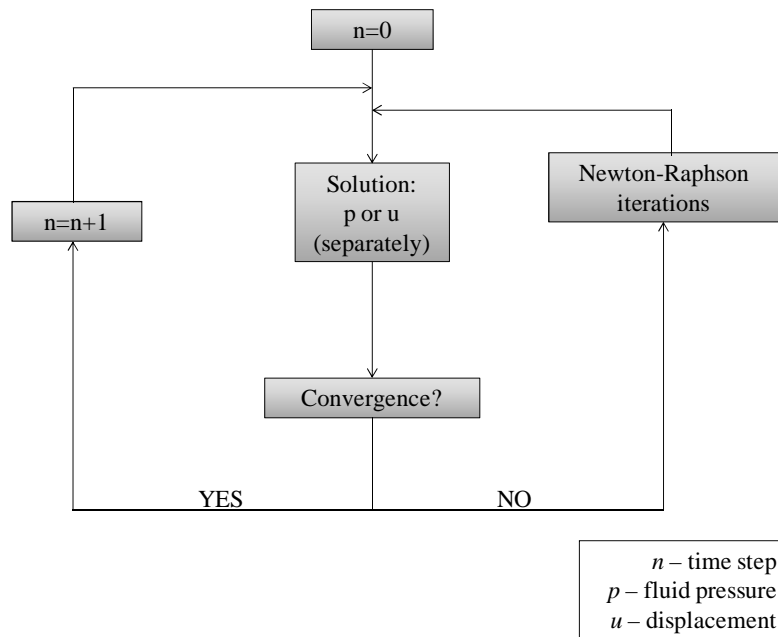 n=0
Solution:
p or u
(separately)
Newton-Raphson
iterations
n=n+1
Convergence?
YES
NO
n – time step
p – fluid pressure
u – displacement